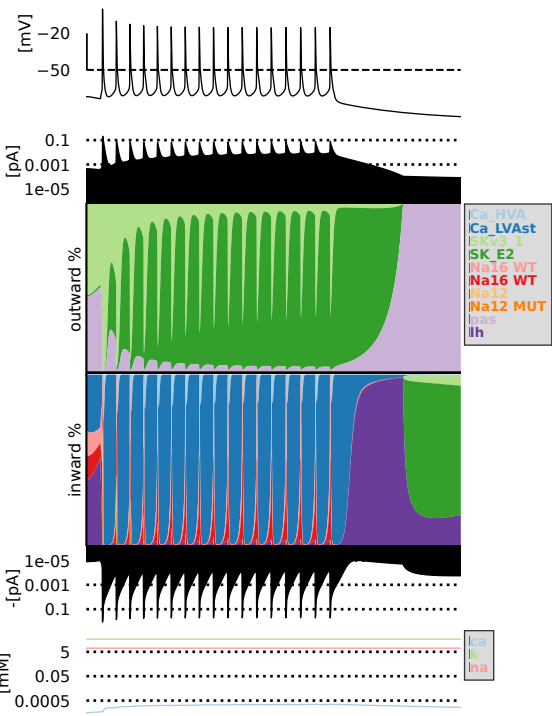 [mV]
−20
−50
[pA]
0.1
0.001
1e-05
outward %
Ca_HVA
Ca_LVAst
SKv3_1
SK_E2
Na16 WT
Na16 WT
Na12
Na12 MUT
pas
Ih
inward %
-[pA]
1e-05
0.001
0.1
[mM]
5
0.05
0.0005
ca
k
na